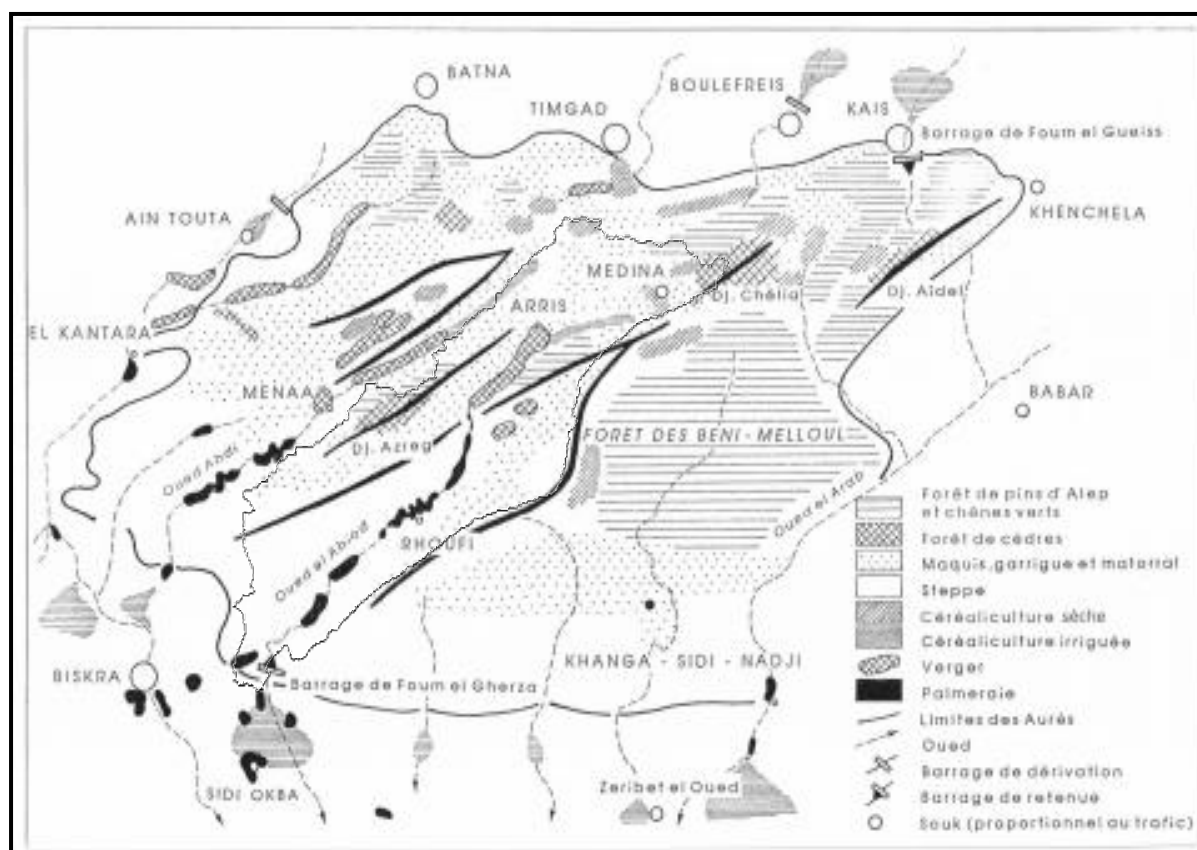 BATNA
BOULEFREIS
TIMGAD
KAIS
Barrage de Foum el Gueiss
KHENCHELA
AIN TOUTA
MEDINA
Dj. Chélia
Dj. Aïdel
ARRIS
EL KANTARA
MENAA
BABAR
Dj. Azreg
FORET DES BENI - MELLOUL
Oued Abdi
Oued el Arab
RHOUFI
Oued el Abiod
KHANGA - SIDI - NADJI
BISKRA
Barrage de Foum el Gherza
SIDI OKBA
Zeribet el Oued
Forêt de pins d'Alep
et chênes verts
Forêt de cèdres
Maquis, garrigue et matorral
Steppe
Céréaliculture sèche
Céréaliculture irriguée
Verger
Palmeraie
Limites des Aurès
Oued
Barrage de dérivation
Barrage de retenue
Souk (proportionnel au trafic)